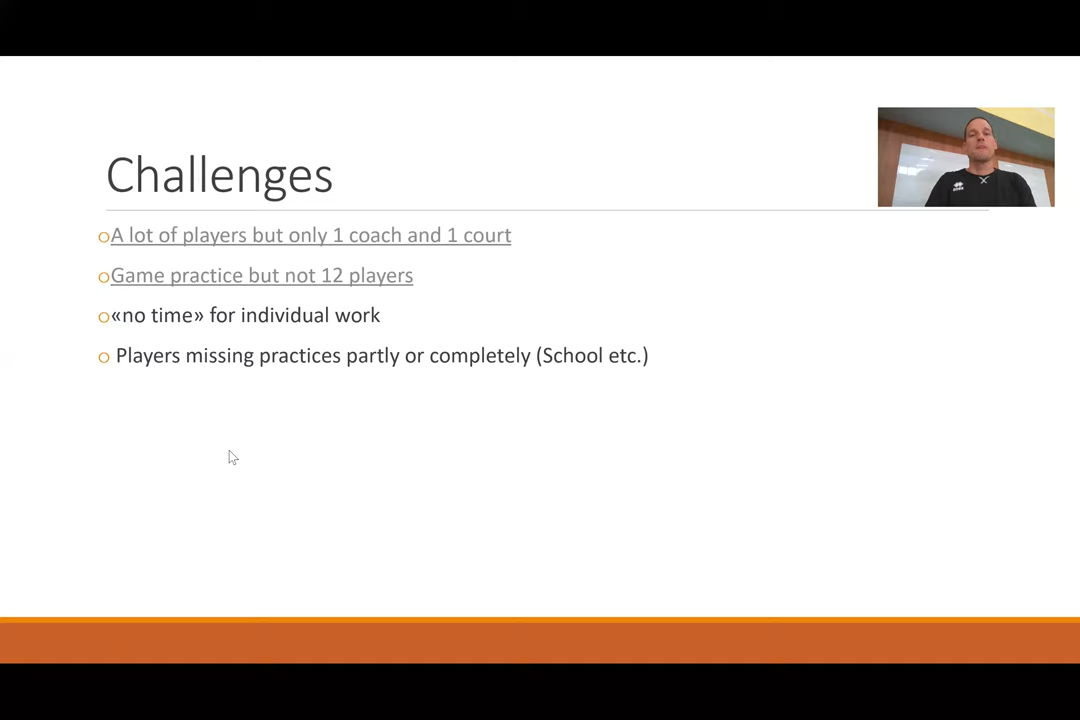 Challenges
A lot of players but only 1 coach and 1 court
Game practice but not 12 players
«no time» for individual work
Players missing practices partly or completely (School etc.)